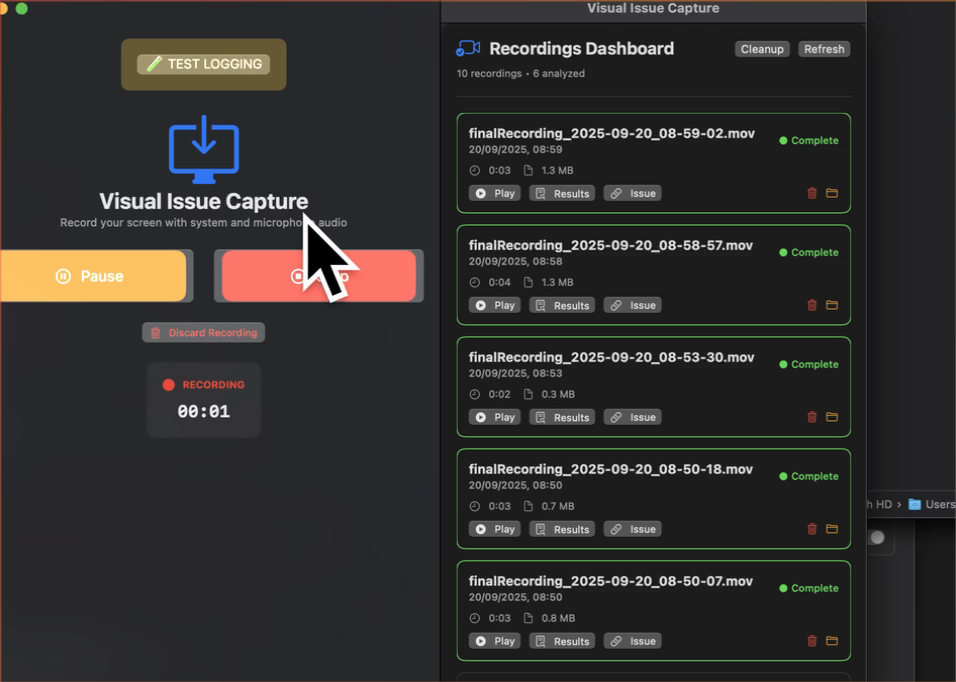 TEST LOGGING
Visual Issue Capture
Record your screen with system and microphone audio
Pause
Discard Recording
RECORDING
00:01
Visual Issue Capture
Recordings Dashboard
Cleanup
Refresh
10 recordings • 6 analyzed
finalRecording_2025-09-20_08-59-02.mov
Complete
20/09/2025, 08:59
0:03 1.3 MB
Play Results Issue
finalRecording_2025-09-20_08-58-57.mov
Complete
20/09/2025, 08:58
0:04 1.3 MB
Play Results Issue
finalRecording_2025-09-20_08-53-30.mov
Complete
20/09/2025, 08:53
0:02 0.3 MB
Play Results Issue
finalRecording_2025-09-20_08-50-18.mov
Complete
20/09/2025, 08:50
0:03 0.7 MB
Play Results Issue
finalRecording_2025-09-20_08-50-07.mov
Complete
20/09/2025, 08:50
0:03 0.8 MB
Play Results Issue
h HD › Users